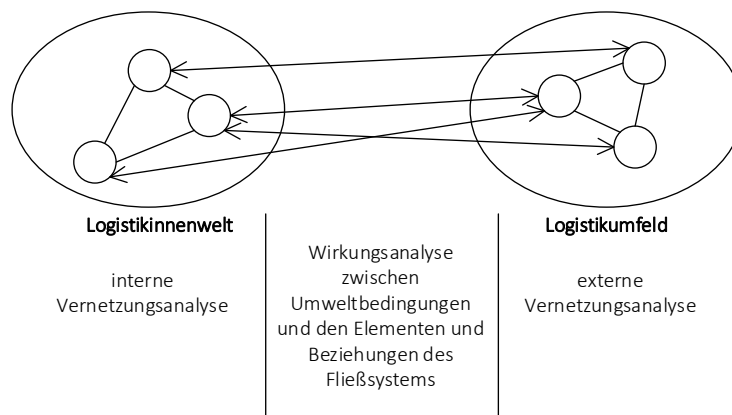 Logistikinnenwelt
interne
Vernetzungsanalyse
Wirkungsanalyse
zwischen
Umweltbedingungen
und den Elementen und
Beziehungen des
Fließsystems
Logistikumfeld
externe
Vernetzungsanalyse